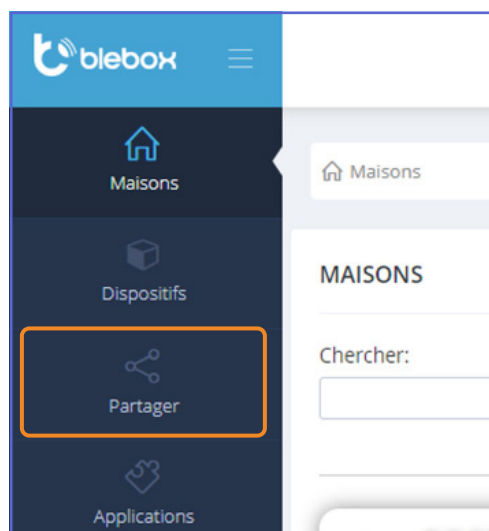 blebox
Maisons
Maisons
Dispositifs
MAISONS
Partager
Chercher:
Applications